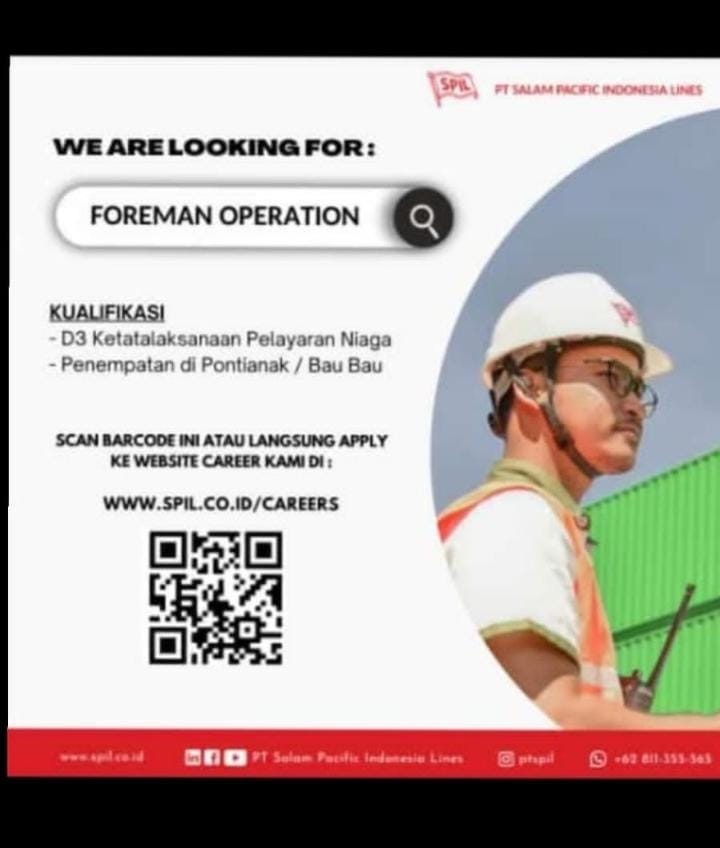 SPIL
PT SALAM PACIFIC INDONESIA LINES
WE ARE LOOKING FOR :
FOREMAN OPERATION
KUALIFIKASI
- D3 Ketatalaksanaan Pelayaran Niaga
- Penempatan di Pontianak / Bau Bau
SCAN BARCODE INI ATAU LANGSUNG APPLY
KE WEBSITE CAREER KAMI DI :
WWW.SPIL.CO.ID/CAREERS
www.spil.co.id
PT Salam Pacific Indonesia Lines
ptspil
+62 811-355-565